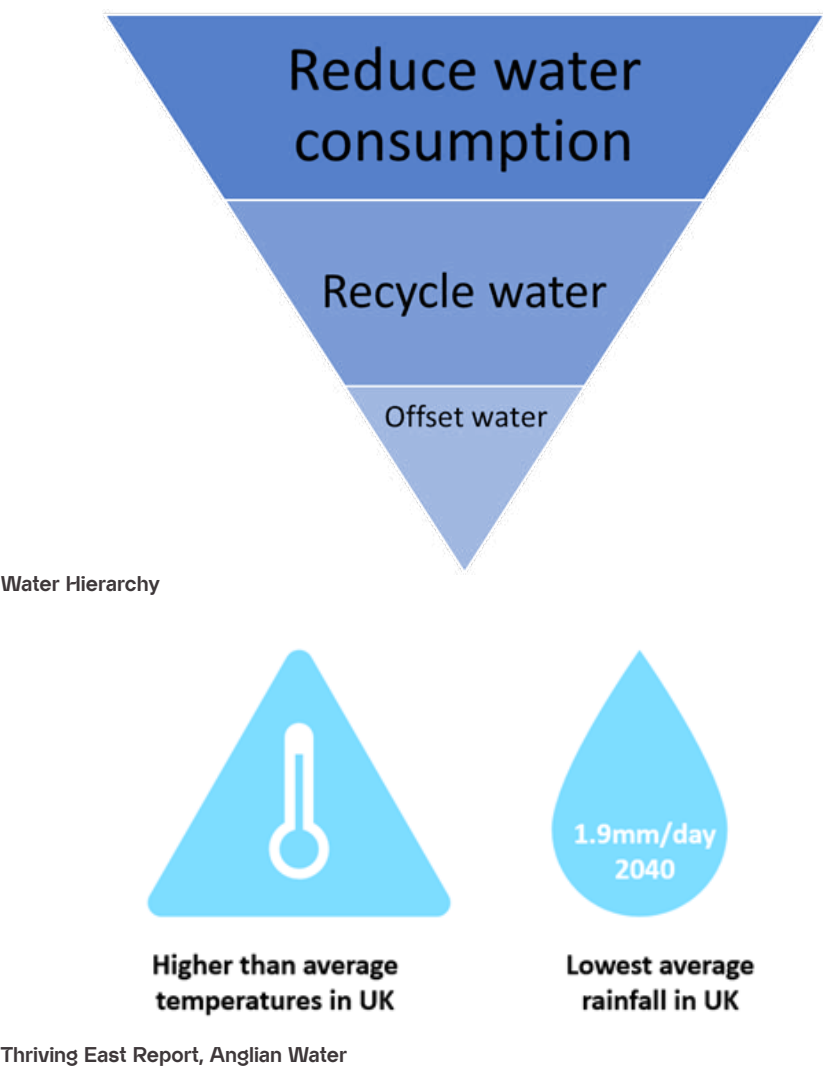 Reduce water
consumption
Recycle water
Offset water
Water Hierarchy
1.9mm/day
2040
Higher than average
temperatures in UK
Lowest average
rainfall in UK
Thriving East Report, Anglian Water